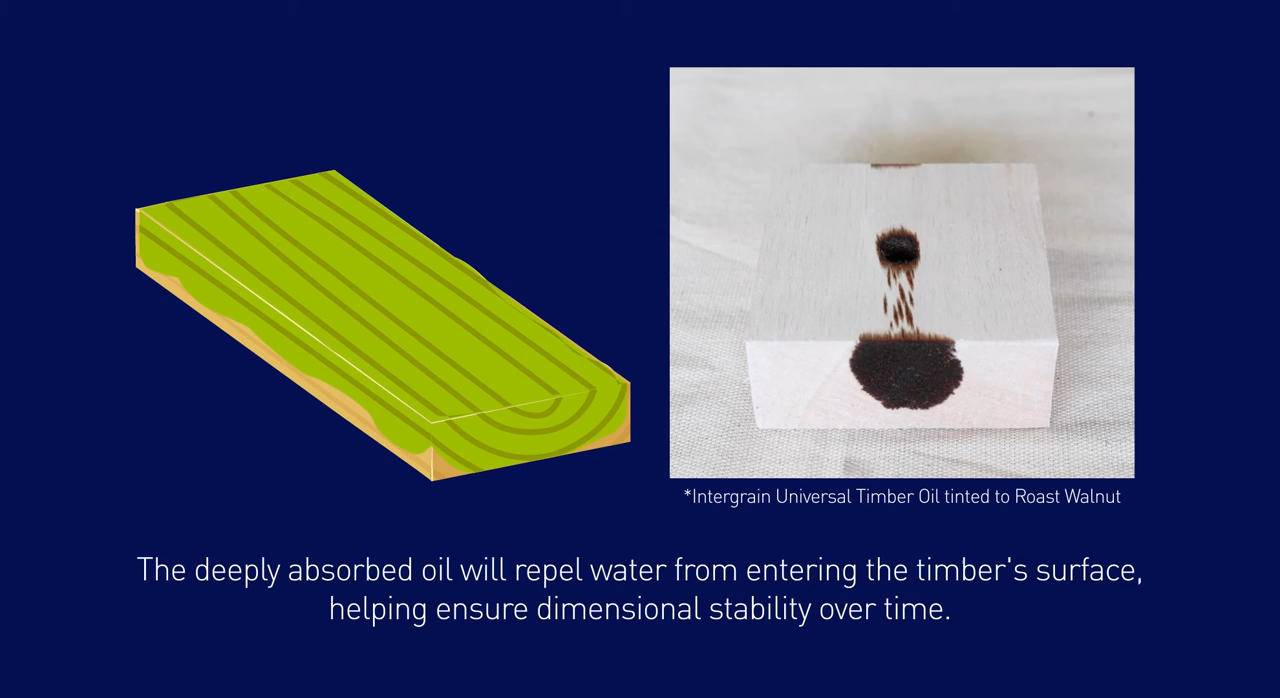 *Intergrain Universal Timber Oil tinted to Roast Walnut
The deeply absorbed oil will repel water from entering the timber's surface,
helping ensure dimensional stability over time.